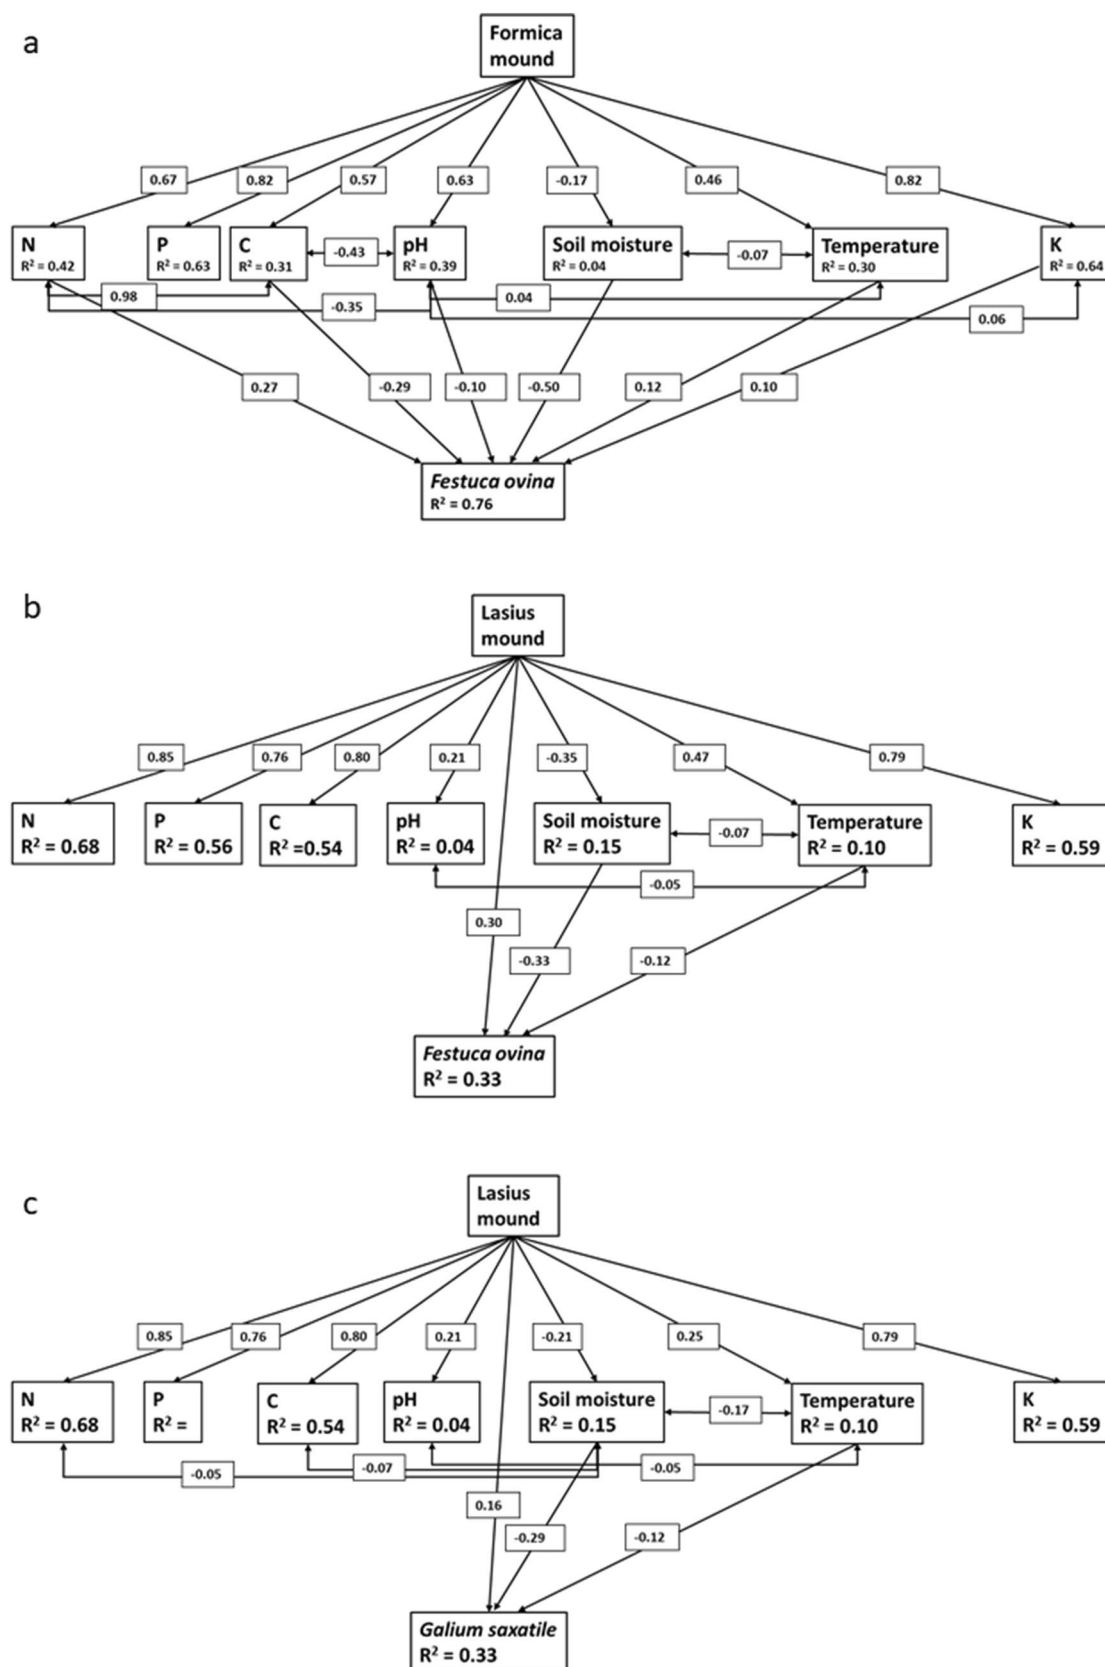 a
Formica
mound
0.67
0.82
0.57
0.63
-0.17
0.46
0.82
N
R² = 0.42
P
R² = 0.63
C
R² = 0.31
-0.43
pH
R² = 0.39
Soil moisture
R² = 0.04
-0.07
Temperature
R² = 0.30
K
R² = 0.64
0.98
-0.35
0.04
0.06
0.27
-0.29
-0.10
-0.50
0.12
0.10
Festuca ovina
R² = 0.76
b
Lasius
mound
0.85
0.76
0.80
0.21
-0.35
0.47
0.79
N
R² = 0.68
P
R² = 0.56
C
R² =0.54
pH
R² = 0.04
Soil moisture
R² = 0.15
-0.07
Temperature
R² = 0.10
K
R² = 0.59
-0.05
0.30
-0.33
-0.12
Festuca ovina
R² = 0.33
c
Lasius
mound
0.85
0.76
0.80
0.21
-0.21
0.25
0.79
N
R² = 0.68
P
R² =
C
R² = 0.54
pH
R² = 0.04
Soil moisture
R² = 0.15
-0.17
Temperature
R² = 0.10
K
R² = 0.59
-0.05
-0.07
-0.05
0.16
-0.29
-0.12
Galium saxatile
R² = 0.33